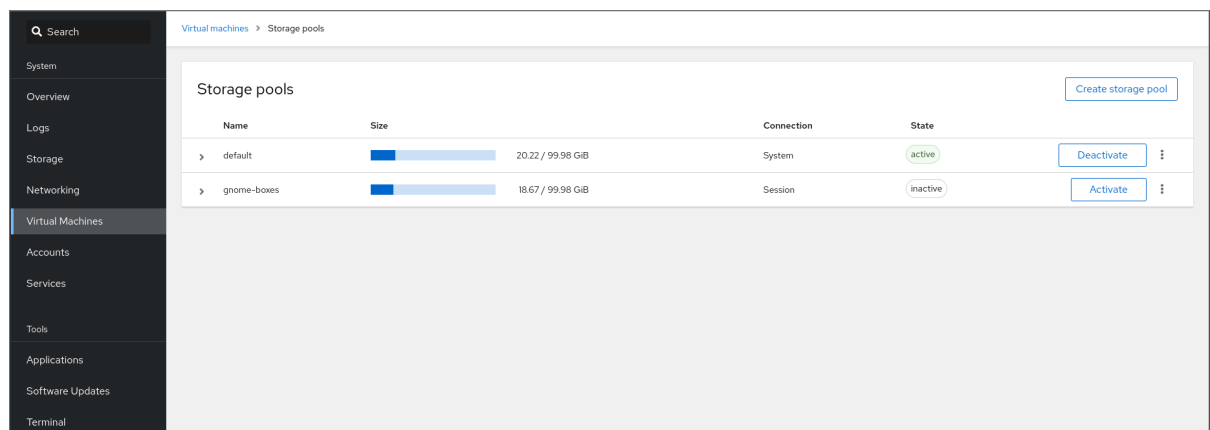 Search
System
Overview
Logs
Storage
Networking
Virtual Machines
Accounts
Services
Tools
Applications
Software Updates
Terminal
Virtual machines > Storage pools
Storage pools
Create storage pool
Name Size Connection State
default 20.22 / 99.98 GiB System active Deactivate
gnome-boxes 18.67 / 99.98 GiB Session inactive Activate